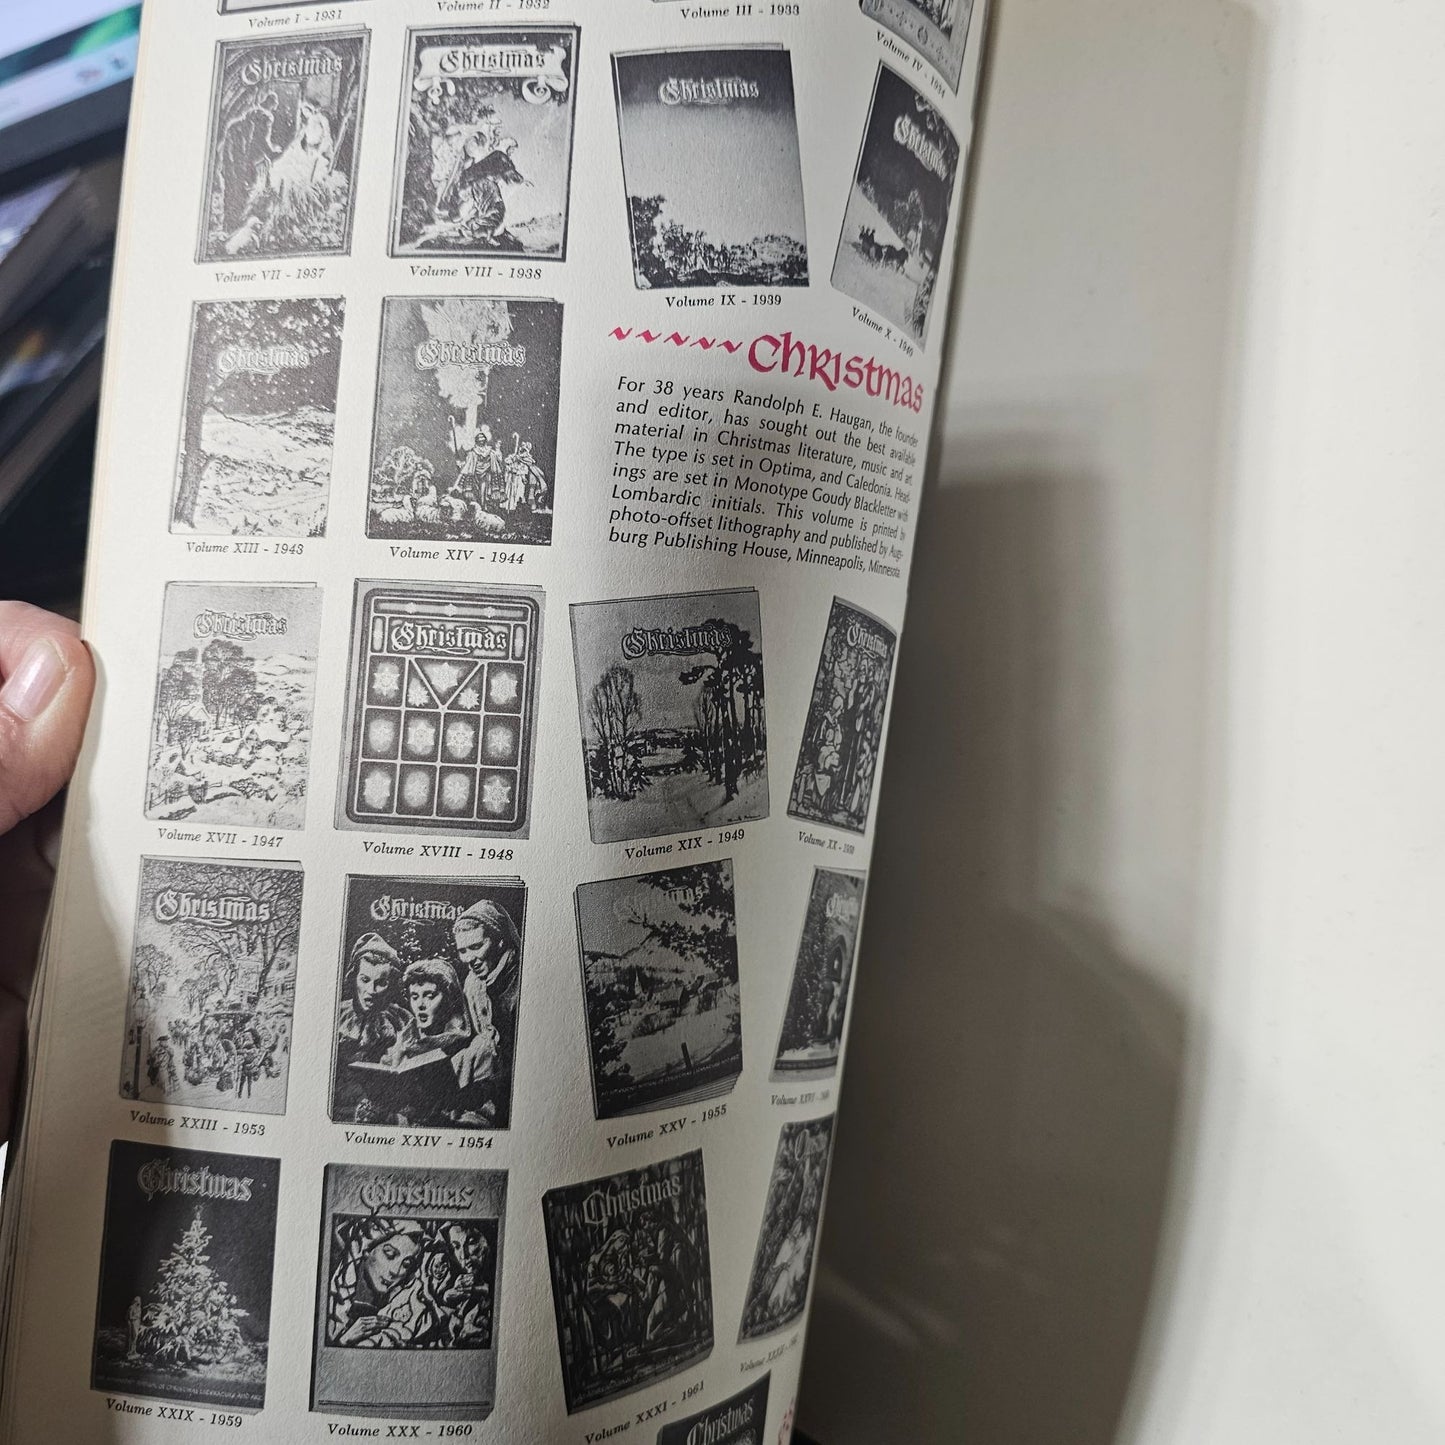 Volume I - 1931
Volume II - 1932
Volume III - 1933
Volume IV - 1934
Christmas
Christmas
Christmas
Christmas
Volume VII - 1937
Volume VIII - 1938
Volume IX - 1939
Volume X - 1940
Christmas
Christmas
Volume XIII - 1943
Volume XIV - 1944
Christmas
For 38 years Randolph E. Haugan, the founder
and editor, has sought out the best available
material in Christmas literature, music and art.
The type is set in Optima, and Caledonia. Head-
ings are set in Monotype Goudy Blackletter with
Lombardic initials. This volume is printed by
photo-offset lithography and published by Augs-
burg Publishing House, Minneapolis, Minnesota.
Christmas
Christmas
Christmas
Christmas
Volume XVII - 1947
Volume XVIII - 1948
Volume XIX - 1949
Volume XX - 1950
Christmas
Christmas
Volume XXIII - 1953
Volume XXIV - 1954
Volume XXV - 1955
Volume XXVI -
Christmas
Christmas
Christmas
Volume XXIX - 1959
Volume XXX - 1960
Volume XXXI - 1961
Volume
Christmas